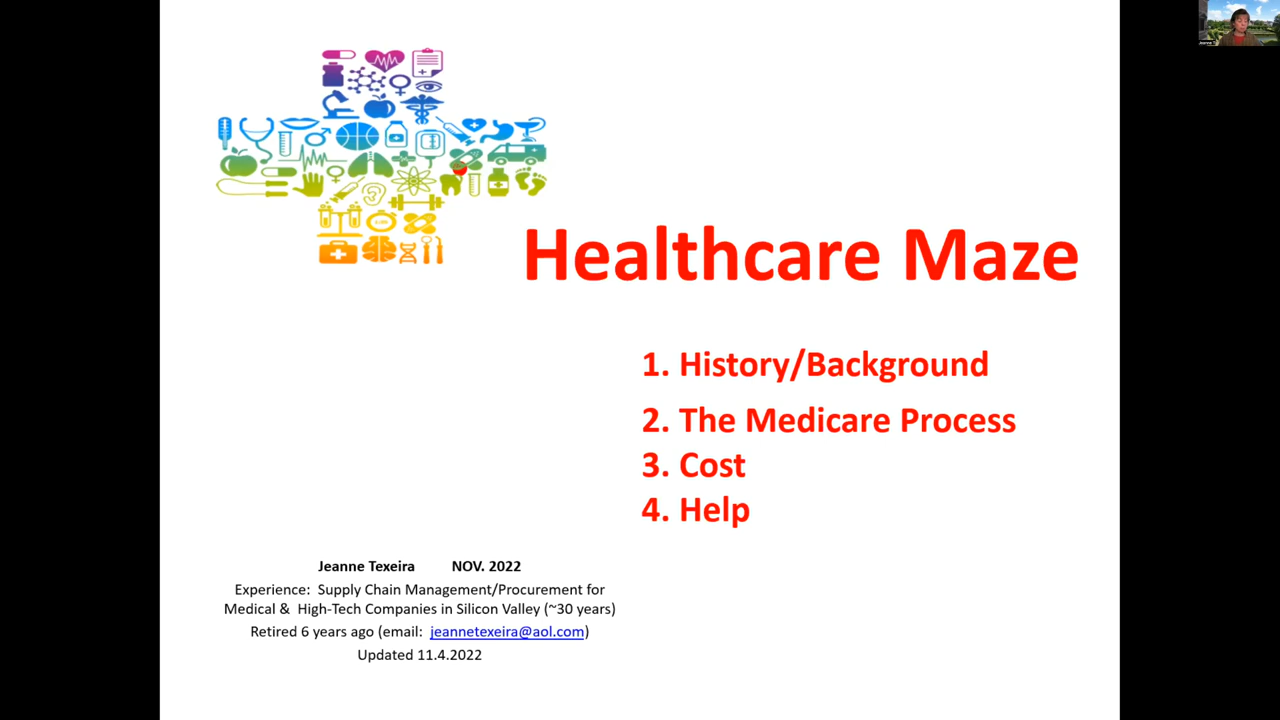 Healthcare Maze
1. History/Background
2. The Medicare Process
3. Cost
4. Help
Jeanne Texeira NOV. 2022
Experience: Supply Chain Management/Procurement for
Medical & High-Tech Companies in Silicon Valley (~30 years)
Retired 6 years ago (email: jeannetexeira@aol.com)
Updated 11.4.2022